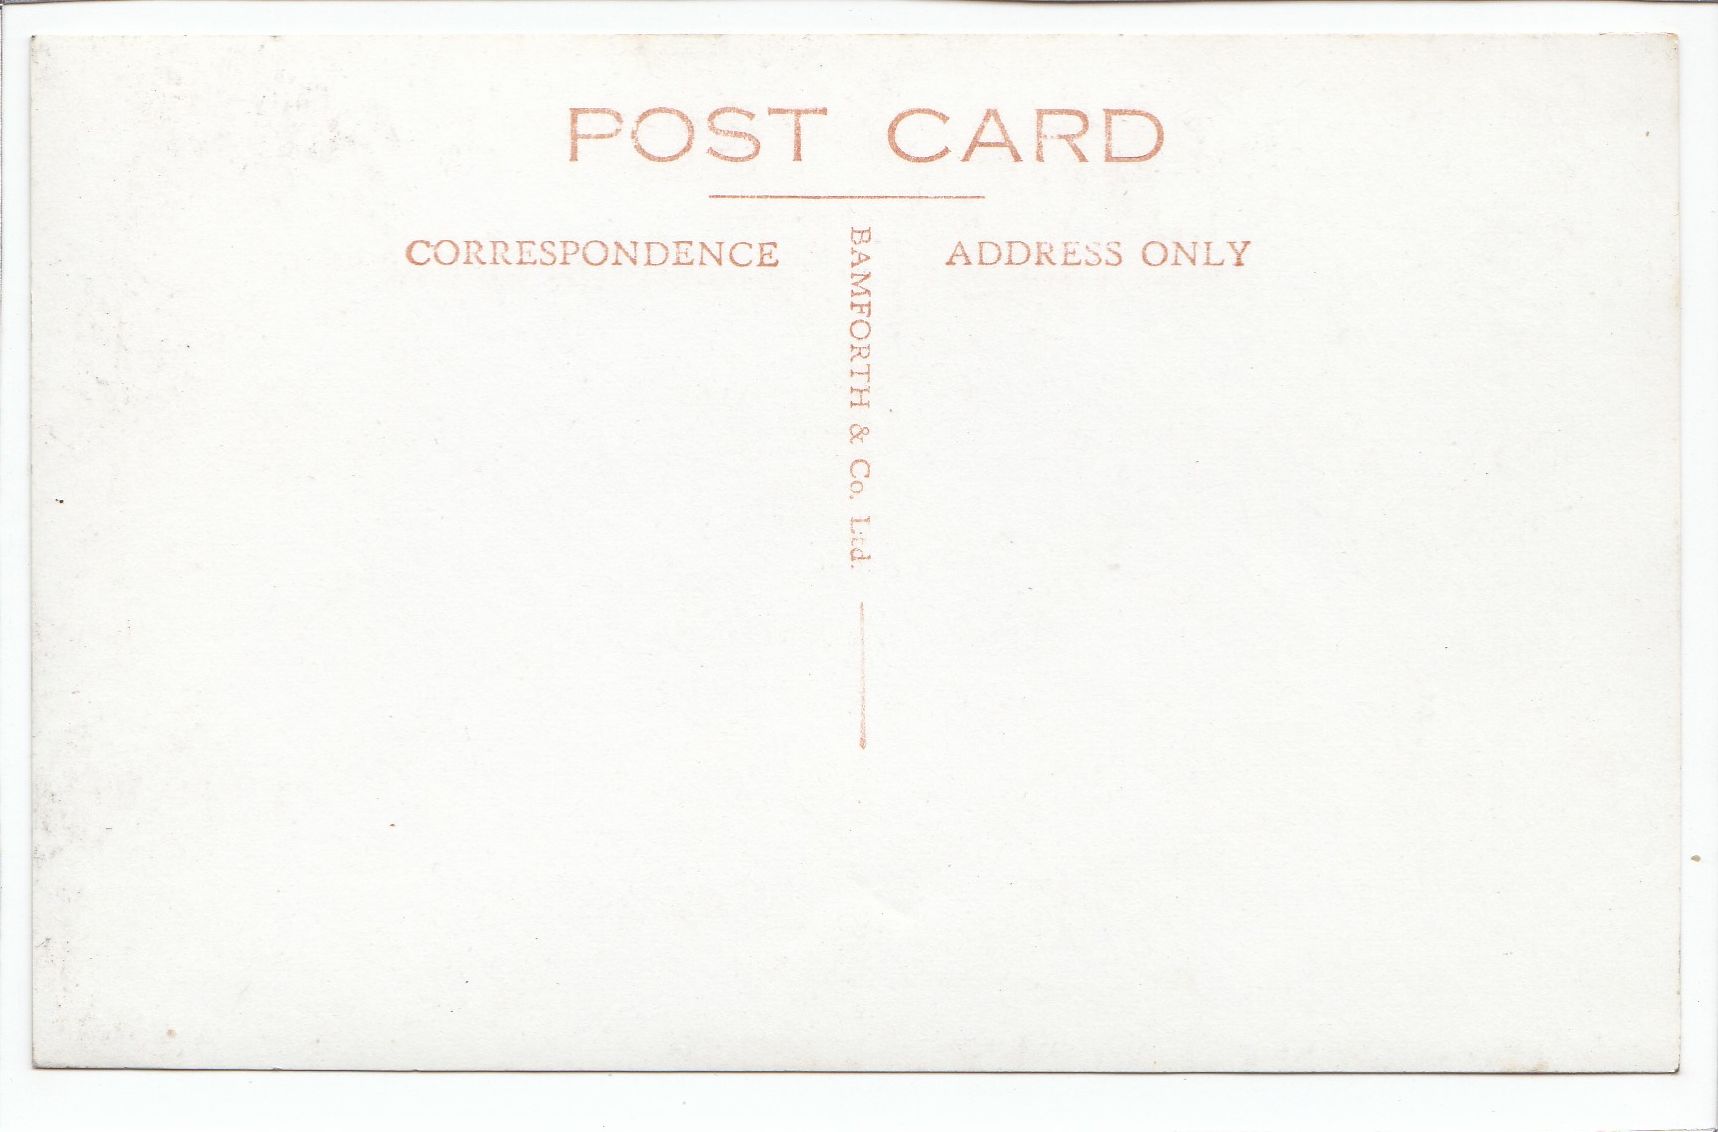 POST CARD
CORRESPONDENCE
BAMFORTH & Co. Ltd.
ADDRESS ONLY